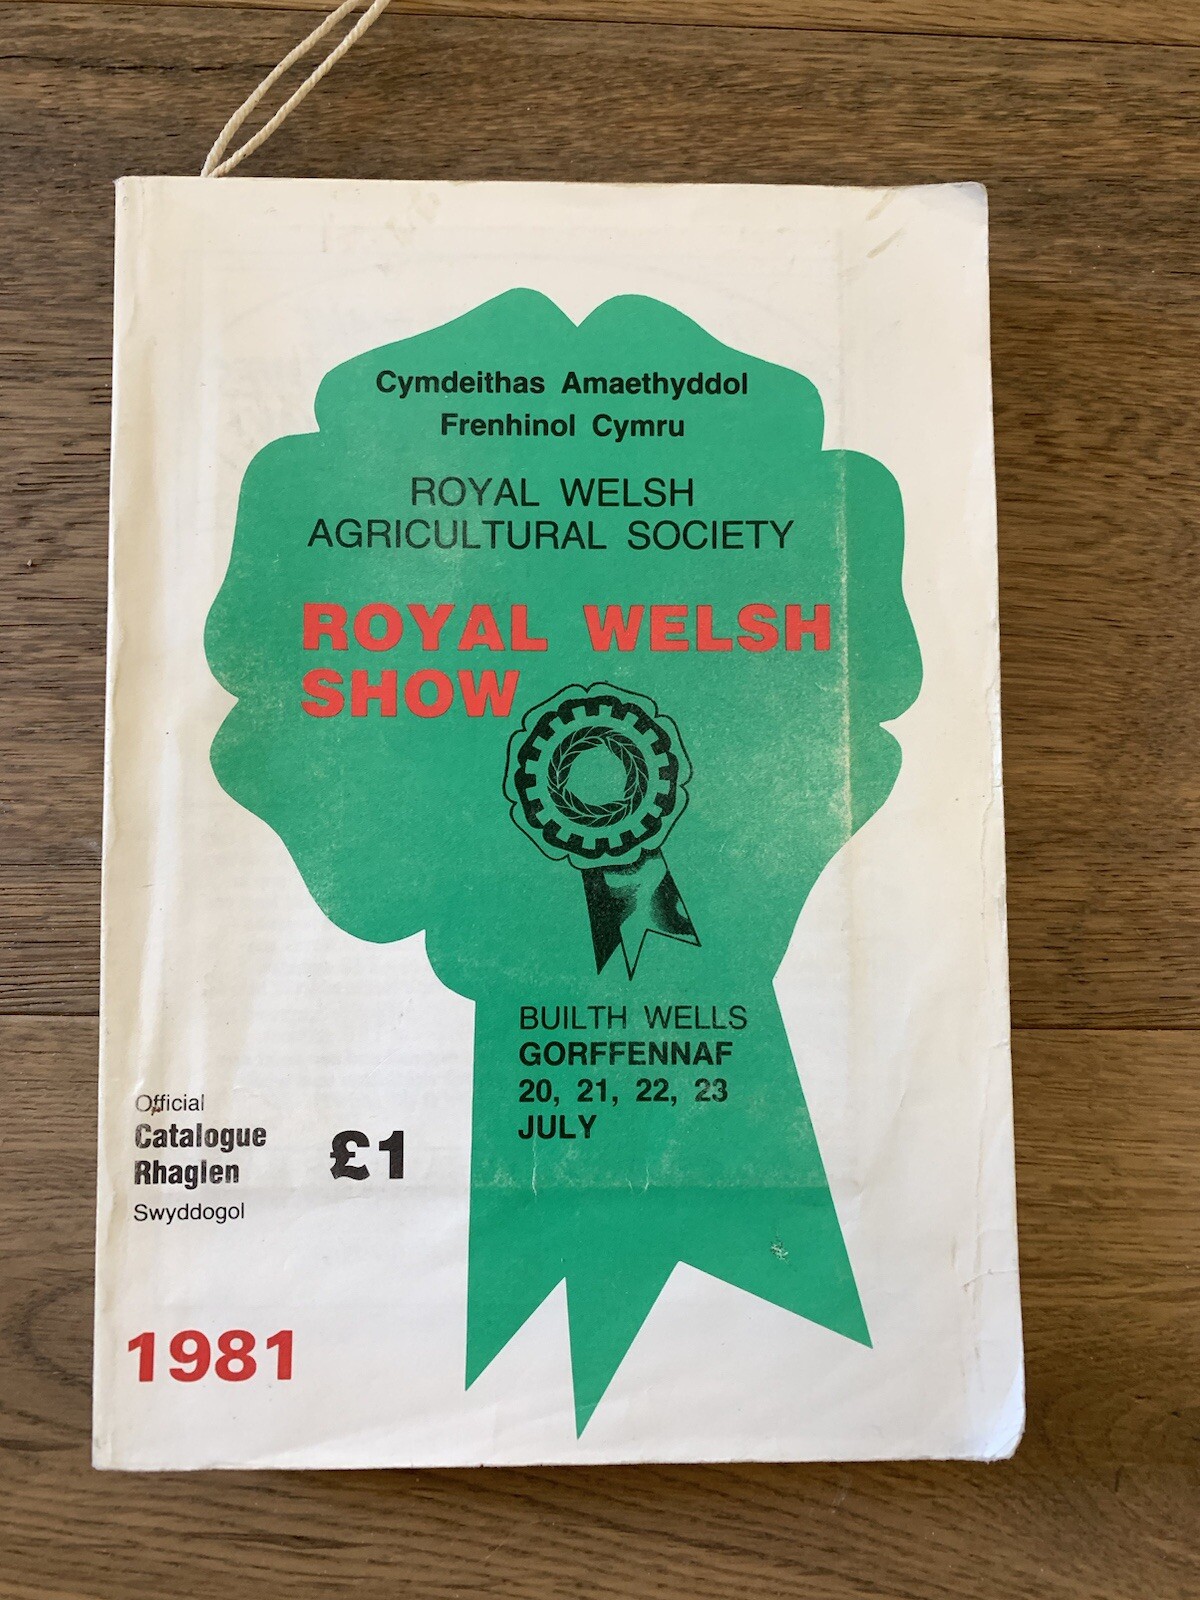 Cymdeithas Amaethyddol
Frenhinol Cymru
ROYAL WELSH
AGRICULTURAL SOCIETY
ROYAL WELSH
SHOW
BUILTH WELLS
GORFFENNAF
20, 21, 22, 23
JULY
Official
Catalogue
Rhaglen
Swyddogol
£1
1981